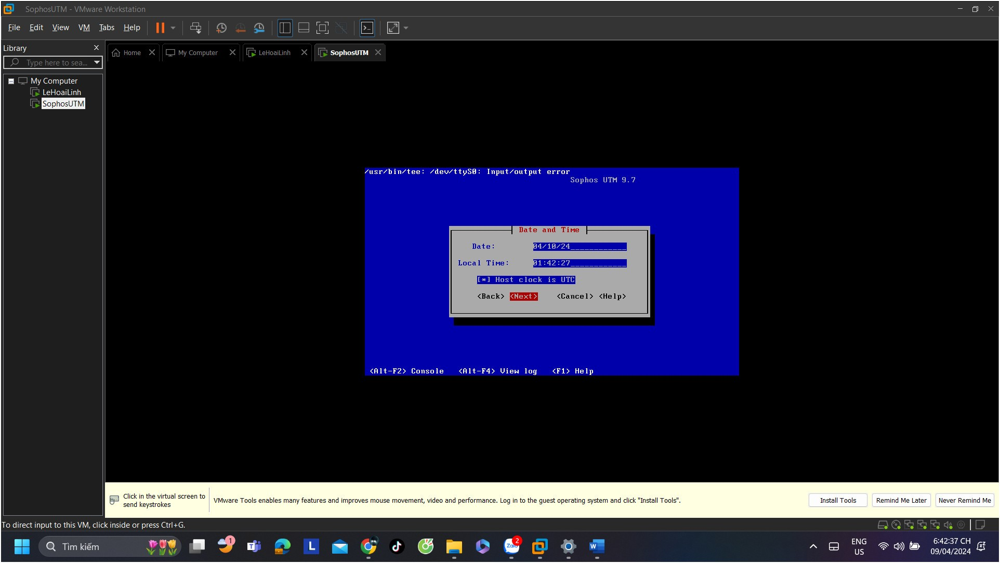 SophosUTM - VMware Workstation
File Edit View VM Tabs Help
Library
Home My Computer LeHoaiLinh SophosUTM
Type here to sea...
My Computer
LeHoaiLinh
SophosUTM
/usr/bin/tee: /dev/ttyS0: Input/output error
Sophos UTM 9.7
Date and Time
Date: 04/10/24____________
Local Time: 01:42:27____________
[*] Host clock is UTC
<Back> <Next> <Cancel> <Help>
<Alt-F2> Console <Alt-F4> View log <F1> Help
Click in the virtual screen to
send keystrokes
VMware Tools enables many features and improves mouse movement, video and performance. Log in to the guest operating system and click "Install Tools".
Install Tools Remind Me Later Never Remind Me
To direct input to this VM, click inside or press Ctrl+G.
Tìm kiếm
1
L
Zalo
2
W
ENG
US
6:42:37 CH
09/04/2024